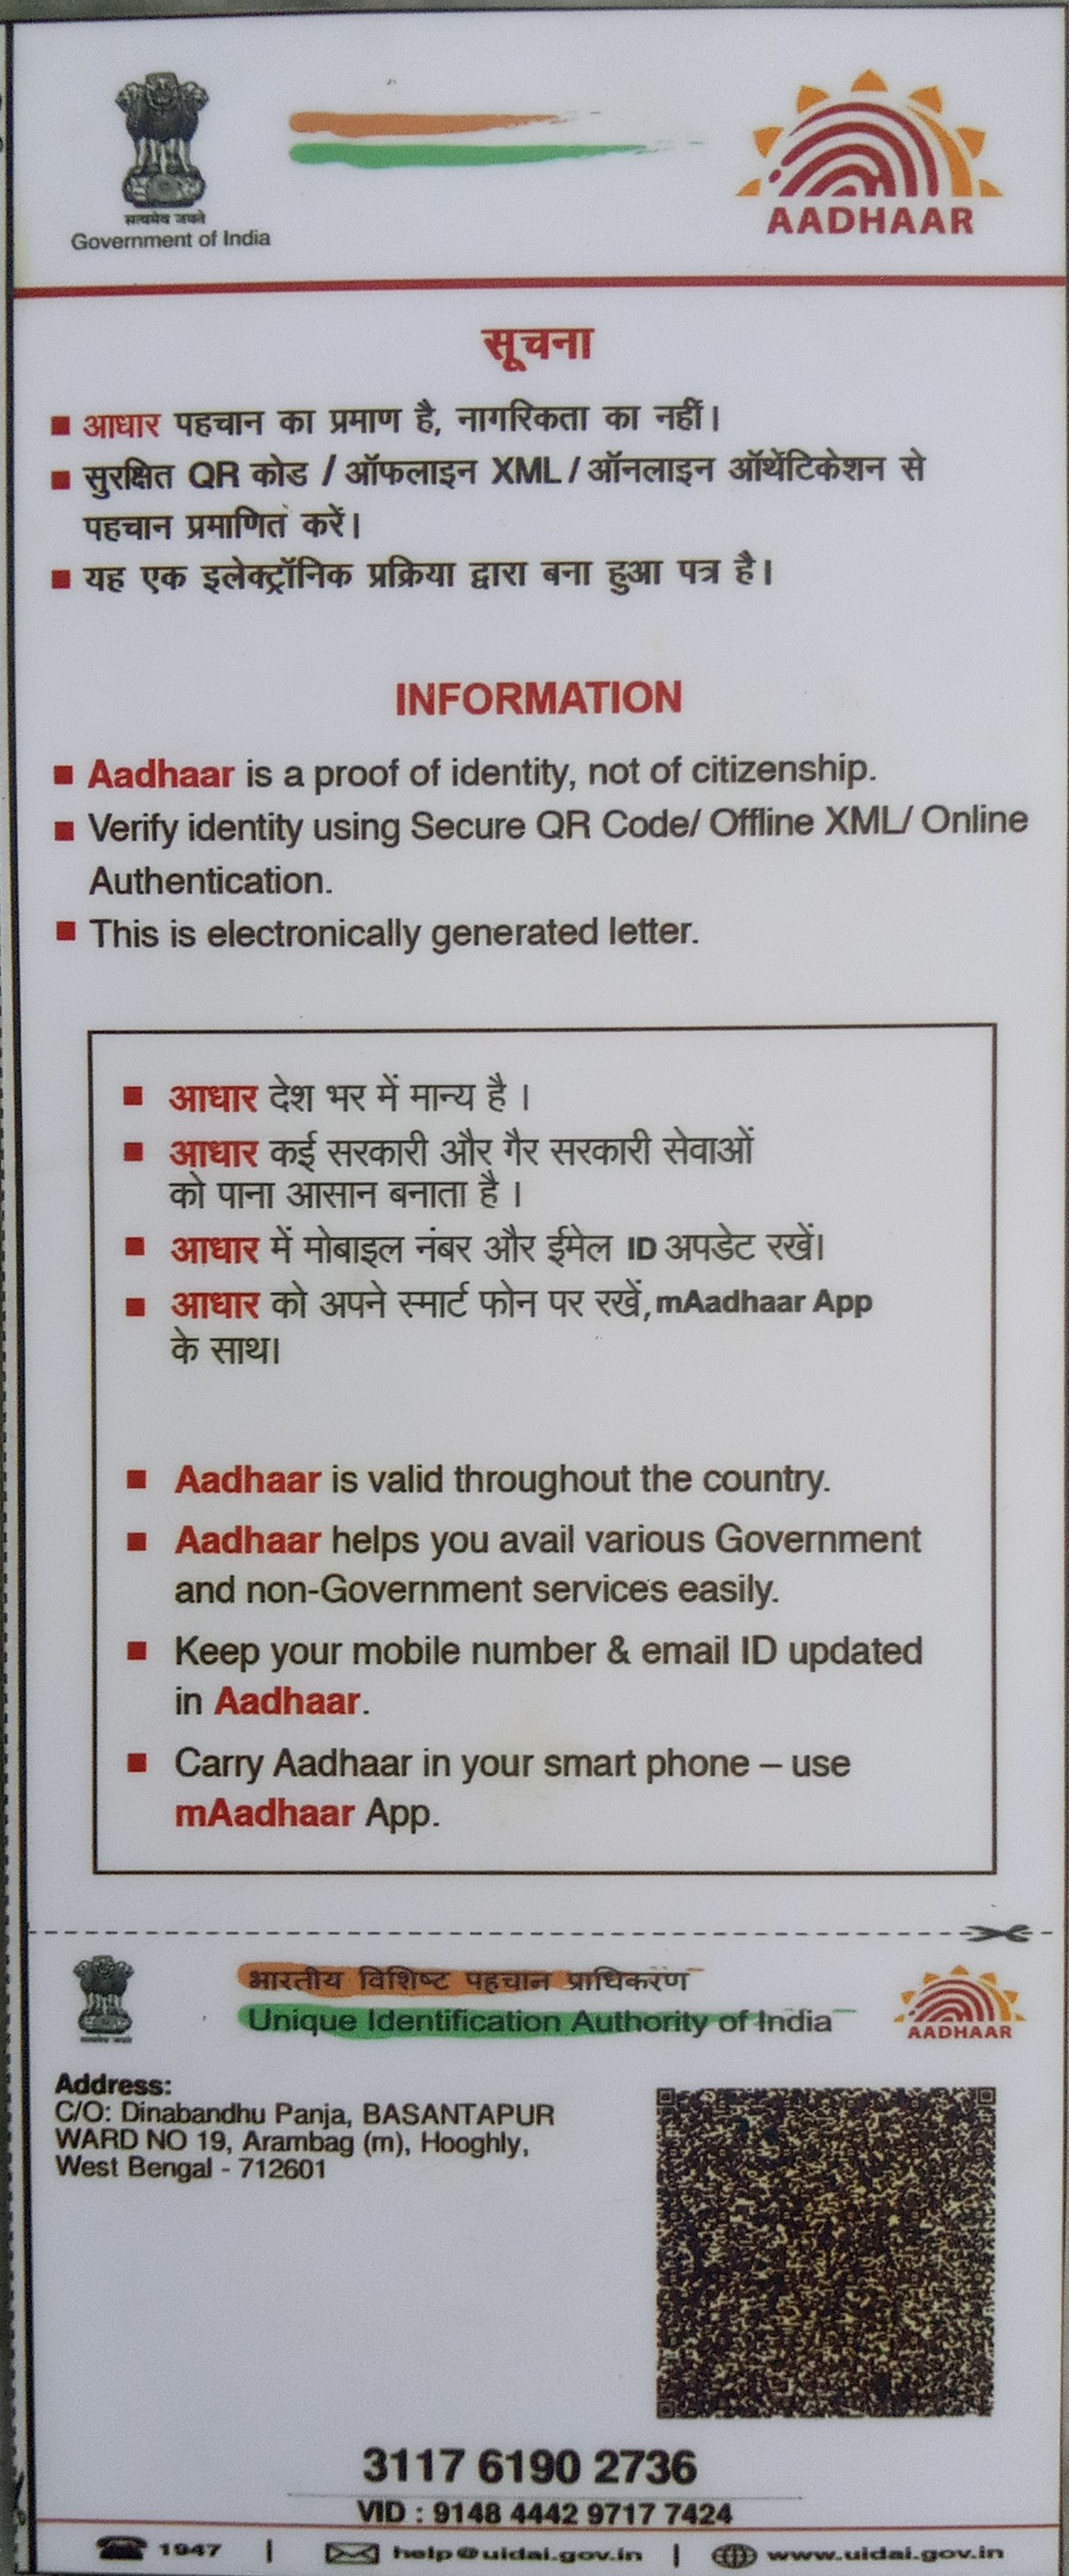 सत्यमेव जयते
Government of India
AADHAAR
सूचना
आधार पहचान का प्रमाण है, नागरिकता का नहीं।
सुरक्षित QR कोड / ऑफलाइन XML / ऑनलाइन ऑथेंटिकेशन से
पहचान प्रमाणित करें।
यह एक इलेक्ट्रॉनिक प्रक्रिया द्वारा बना हुआ पत्र है।
INFORMATION
Aadhaar is a proof of identity, not of citizenship.
Verify identity using Secure QR Code/ Offline XML/ Online
Authentication.
This is electronically generated letter.
आधार देश भर में मान्य है ।
आधार कई सरकारी और गैर सरकारी सेवाओं
को पाना आसान बनाता है ।
आधार में मोबाइल नंबर और ईमेल ID अपडेट रखें।
आधार को अपने स्मार्ट फोन पर रखें, mAadhaar App
के साथ।
Aadhaar is valid throughout the country.
Aadhaar helps you avail various Government
and non-Government services easily.
Keep your mobile number & email ID updated
in Aadhaar.
Carry Aadhaar in your smart phone – use
mAadhaar App.
भारतीय विशिष्ट पहचान प्राधिकरण
Unique Identification Authority of India
AADHAAR
Address:
C/O: Dinabandhu Panja, BASANTAPUR
WARD NO 19, Arambag (m), Hooghly,
West Bengal - 712601
3117 6190 2736
VID : 9148 4442 9717 7424
1947 | help@uidai.gov.in | www.uidai.gov.in